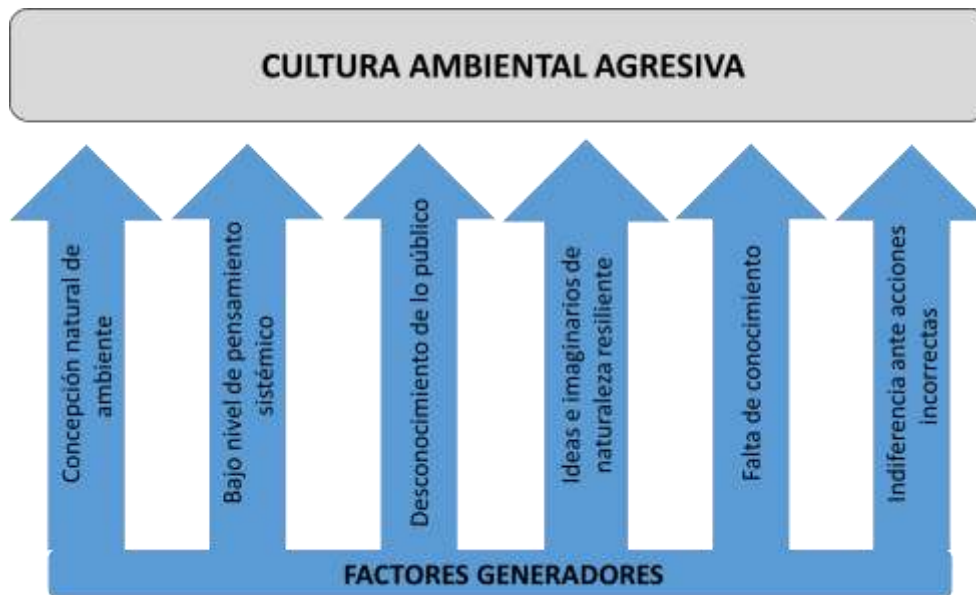 CULTURA AMBIENTAL AGRESIVA
Concepción natural de
ambiente
Bajo nivel de pensamiento
sistémico
Desconocimiento de lo público
Ideas e imaginarios de
naturaleza resiliente
Falta de conocimiento
Indiferencia ante acciones
incorrectas
FACTORES GENERADORES